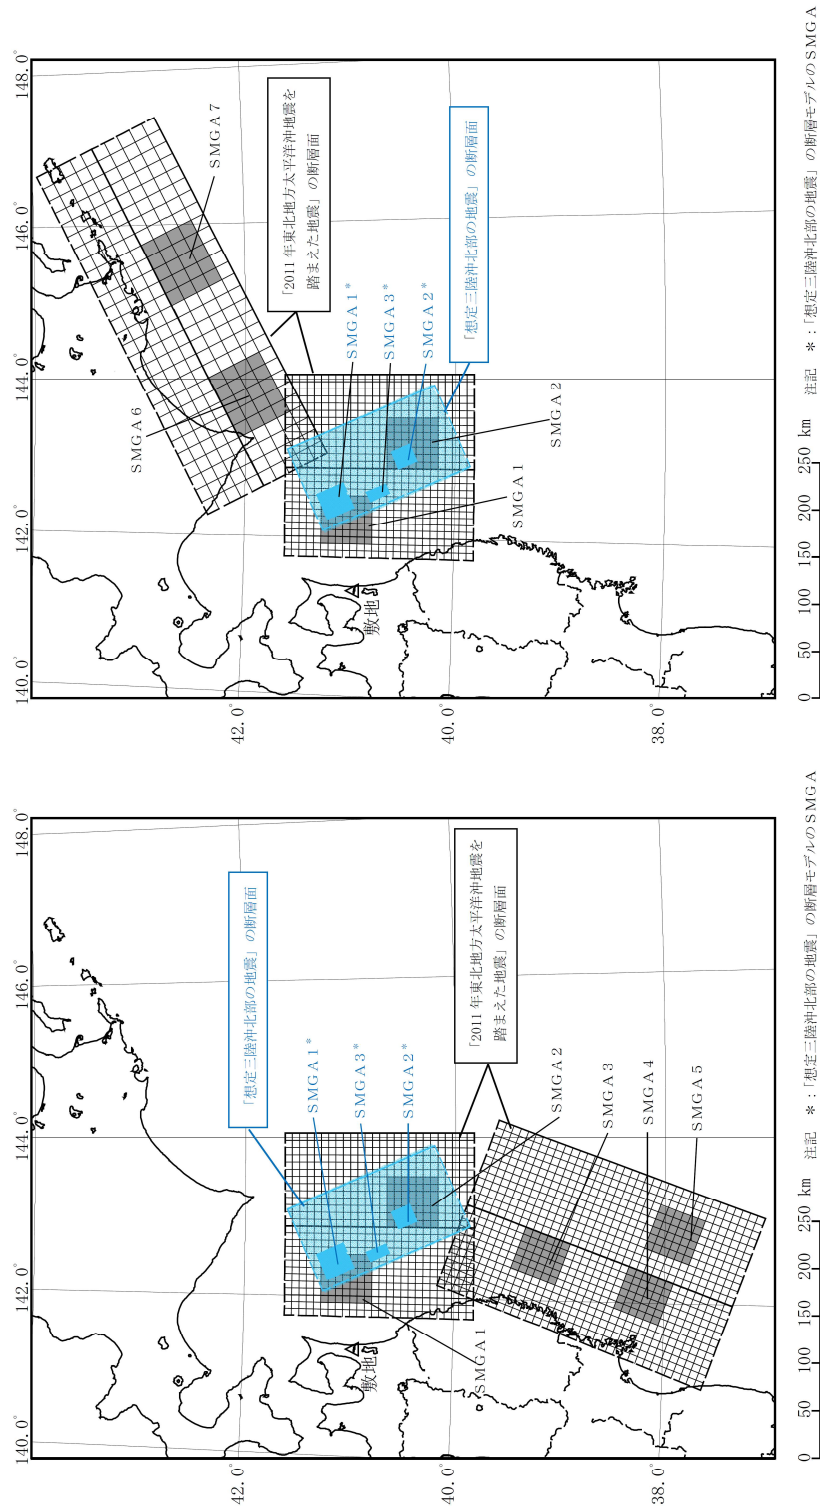 148.0°
146.0°
144.0°
142.0°
140.0°
42.0°
40.0°
38.0°
「想定三陸沖北部の地震」の断層面
SMGA1*
SMGA3*
SMGA2*
「2011年東北地方太平洋沖地震を
踏まえた地震」の断層面
SMGA2
SMGA3
SMGA4
SMGA5
敷地
SMGA1
0 50 100 150 200 250 km
注記 *:「想定三陸沖北部の地震」の断層モデルのSMGA
148.0°
146.0°
144.0°
142.0°
140.0°
42.0°
40.0°
38.0°
SMGA7
SMGA6
「2011年東北地方太平洋沖地震を
踏まえた地震」の断層面
SMGA1*
SMGA3*
SMGA2*
「想定三陸沖北部の地震」の断層面
SMGA2
SMGA1
敷地
0 50 100 150 200 250 km
注記 *:「想定三陸沖北部の地震」の断層モデルのSMGA